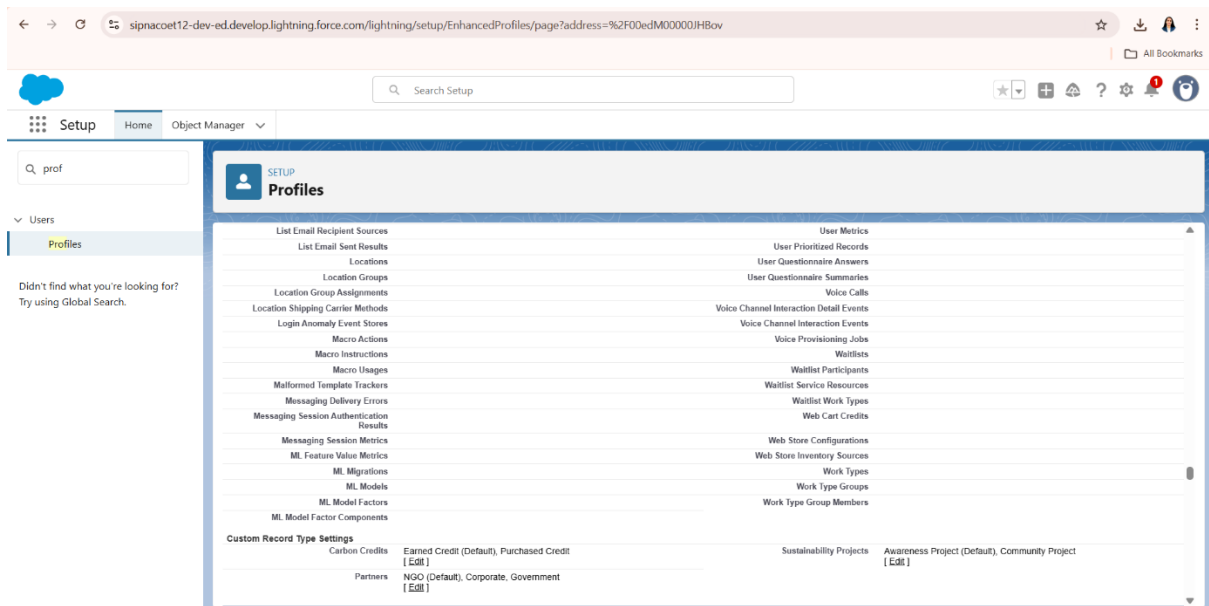 sipnacoet12-dev-ed.develop.lightning.force.com/lightning/setup/EnhancedProfiles/page?address=%2F00edM00000JHBov
All Bookmarks
Search Setup
Setup
Home
Object Manager
prof
Users
Profiles
Didn't find what you're looking for?
Try using Global Search.
SETUP
Profiles
List Email Recipient Sources User Metrics
List Email Sent Results User Prioritized Records
Locations User Questionnaire Answers
Location Groups User Questionnaire Summaries
Location Group Assignments Voice Calls
Location Shipping Carrier Methods Voice Channel Interaction Detail Events
Login Anomaly Event Stores Voice Channel Interaction Events
Macro Actions Voice Provisioning Jobs
Macro Instructions Waitlists
Macro Usages Waitlist Participants
Malformed Template Trackers Waitlist Service Resources
Messaging Delivery Errors Waitlist Work Types
Messaging Session Authentication Web Cart Credits
Results
Messaging Session Metrics Web Store Configurations
ML Feature Value Metrics Web Store Inventory Sources
ML Migrations Work Types
ML Models Work Type Groups
ML Model Factors Work Type Group Members
ML Model Factor Components
Custom Record Type Settings
Carbon Credits Earned Credit (Default), Purchased Credit Sustainability Projects Awareness Project (Default), Community Project
[ Edit ] [ Edit ]
Partners NGO (Default), Corporate, Government
[ Edit ]